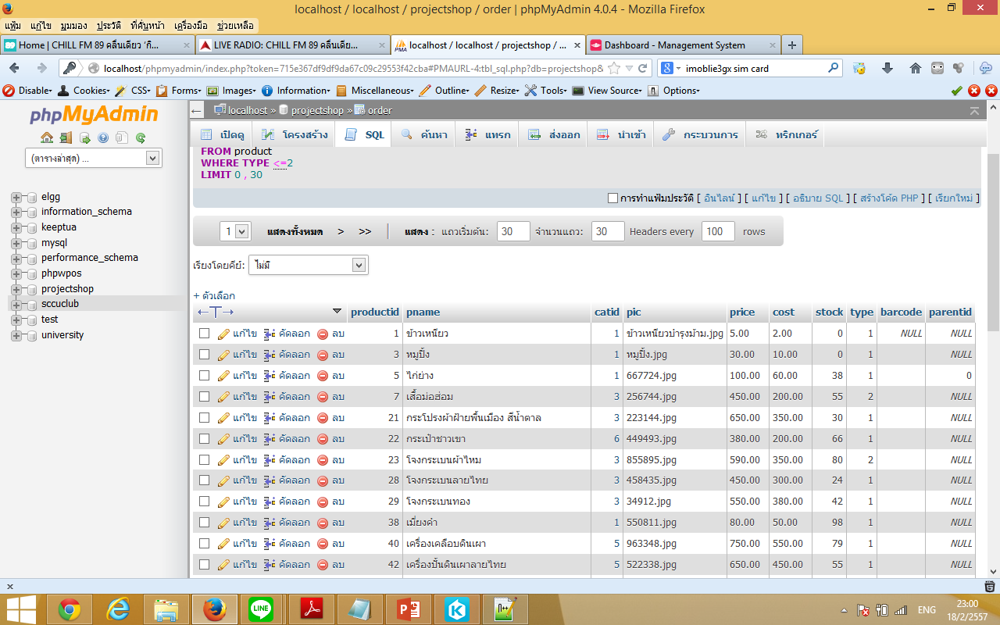 localhost / localhost / projectshop / order | phpMyAdmin 4.0.4 - Mozilla Firefox
แฟ้ม แก้ไข มุมมอง ประวัติ ที่คั่นหน้า เครื่องมือ ช่วยเหลือ
Home | CHILL FM 89 คลื่นเดียว 'กิ... LIVE RADIO: CHILL FM 89 คลื่นเดีย... localhost / localhost / projectshop / ... Dashboard - Management System
localhost/phpmyadmin/index.php?token=715e367df9df9da67c09c29553f42cba#PMAURL-4:tbl_sql.php?db=projectshop& imoblie3gx sim card
Disable Cookies CSS Forms Images Information Miscellaneous Outline Resize Tools View Source Options
phpMyAdmin
localhost » projectshop » order
เปิดดู โครงสร้าง SQL ค้นหา แทรก ส่งออก นำเข้า กระบวนการ ทริกเกอร์
(ตารางล่าสุด) ...
elgg
information_schema
keeptua
mysql
performance_schema
phpwpos
projectshop
sccuclub
test
university
FROM product
WHERE TYPE <=2
LIMIT 0 , 30
การทำแฟ้มประวัติ [ อินไลน์ ] [ แก้ไข ] [ อธิบาย SQL ] [ สร้างโค้ด PHP ] [ เรียกใหม่ ]
1 แสดงทั้งหมด > >> แสดง : แถวเริ่มต้น: 30 จำนวนแถว: 30 Headers every 100 rows
เรียงโดยคีย์: ไม่มี
+ ตัวเลือก
←T→ productid pname catid pic price cost stock type barcode parentid
แก้ไข คัดลอก ลบ 1 ข้าวเหนียว 1 ข้าวเหนียวบำรุงม้าม.jpg 5.00 2.00 0 1 NULL NULL
แก้ไข คัดลอก ลบ 3 หมูปิ้ง 1 หมูปิ้ง.jpg 30.00 10.00 0 1 NULL
แก้ไข คัดลอก ลบ 5 ไก่ย่าง 1 667724.jpg 100.00 60.00 38 1 0
แก้ไข คัดลอก ลบ 7 เสื้อม่อฮ่อม 3 256744.jpg 450.00 200.00 55 2 NULL
แก้ไข คัดลอก ลบ 21 กระโปรงผ้าฝ้ายพื้นเมือง สีน้ำตาล 3 223144.jpg 650.00 350.00 30 1 NULL
แก้ไข คัดลอก ลบ 22 กระเป๋าชาวเขา 6 449493.jpg 380.00 200.00 66 1 NULL
แก้ไข คัดลอก ลบ 23 โจงกระเบนผ้าไหม 3 855895.jpg 590.00 350.00 80 2 NULL
แก้ไข คัดลอก ลบ 28 โจงกระเบนลายไทย 3 458435.jpg 450.00 300.00 24 1 NULL
แก้ไข คัดลอก ลบ 29 โจงกระเบนทอง 3 34912.jpg 550.00 380.00 42 1 NULL
แก้ไข คัดลอก ลบ 38 เมี่ยงคำ 1 550811.jpg 80.00 50.00 98 1 NULL
แก้ไข คัดลอก ลบ 40 เครื่องเคลือบดินเผา 5 963348.jpg 750.00 550.00 79 1 NULL
แก้ไข คัดลอก ลบ 42 เครื่องปั้นดินเผาลายไทย 5 522338.jpg 650.00 450.00 55 1 NULL
ENG
23:00
18/2/2557